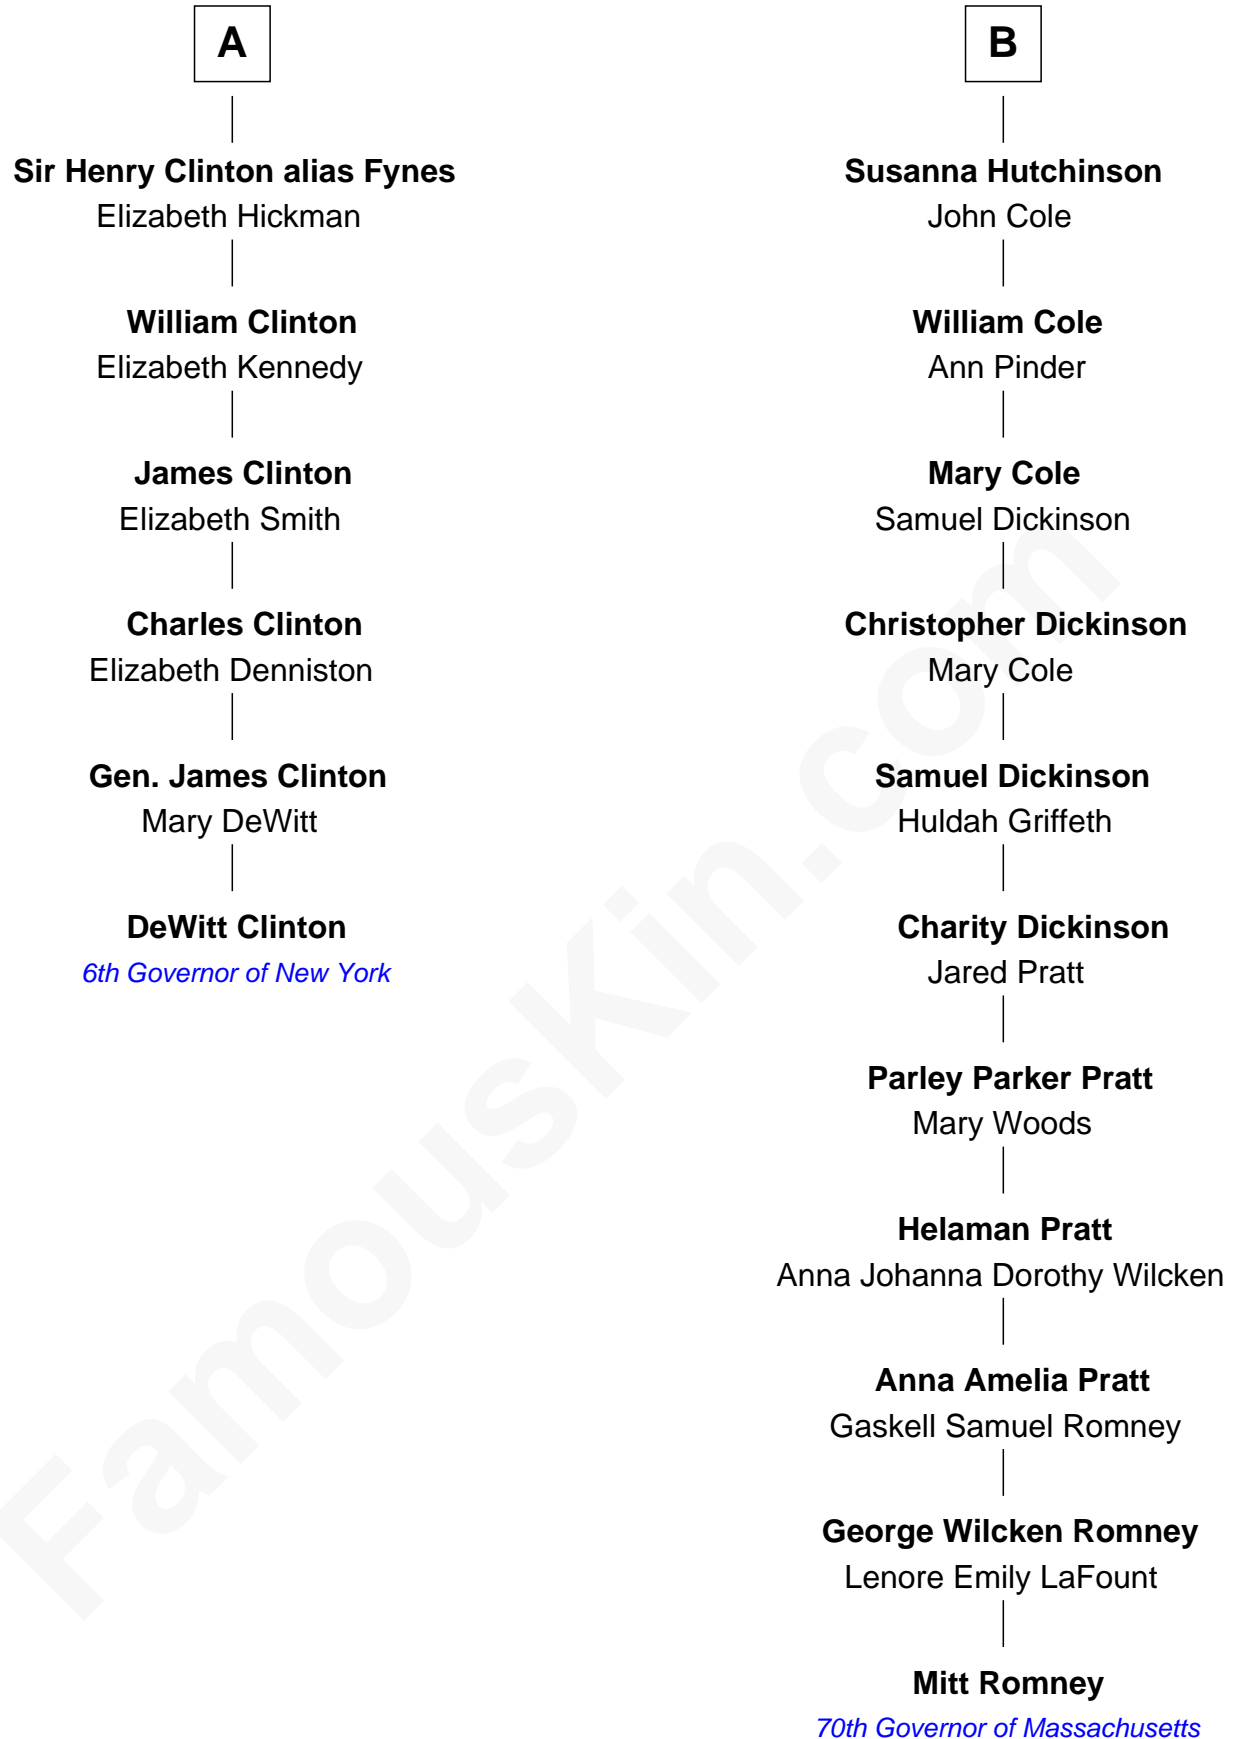 A
Sir Henry Clinton alias Fynes
Elizabeth Hickman
William Clinton
Elizabeth Kennedy
James Clinton
Elizabeth Smith
Charles Clinton
Elizabeth Denniston
Gen. James Clinton
Mary DeWitt
DeWitt Clinton
6th Governor of New York
B
Susanna Hutchinson
John Cole
William Cole
Ann Pinder
Mary Cole
Samuel Dickinson
Christopher Dickinson
Mary Cole
Samuel Dickinson
Huldah Griffeth
Charity Dickinson
Jared Pratt
Parley Parker Pratt
Mary Woods
Helaman Pratt
Anna Johanna Dorothy Wilcken
Anna Amelia Pratt
Gaskell Samuel Romney
George Wilcken Romney
Lenore Emily LaFount
Mitt Romney
70th Governor of Massachusetts
FamousKin.com